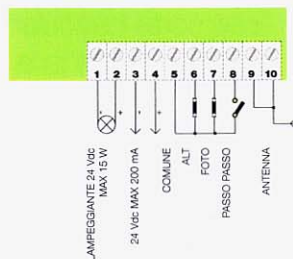 1 2 3 4 5 6 7 8 9 10
- + - +
LAMPEGGIANTE 24 Vdc
MAX 15 W
24 Vdc MAX 200 mA
COMUNE
ALT
FOTO
PASSO PASSO
ANTENNA